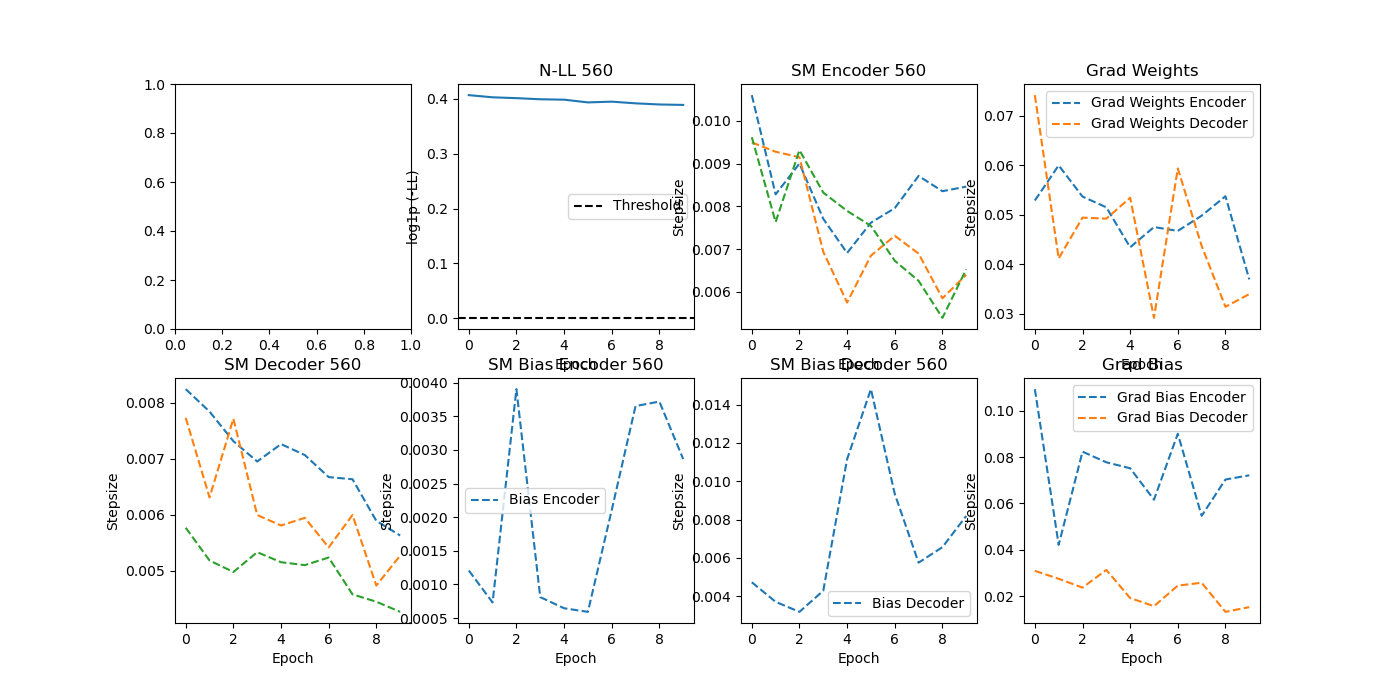 N-LL 560
SM Encoder 560
Grad Weights
1.0
0.8
0.6
0.4
0.2
0.0
0.0 0.2 0.4 0.6 0.8 1.0
log1p (-LL)
0.4
0.3
0.2
0.1
0.0
Threshold
0 2 4 6 8
Epoch
Stepsize
0.010
0.009
0.008
0.007
0.006
0 2 4 6 8
Epoch
Stepsize
0.07
0.06
0.05
0.04
0.03
Grad Weights Encoder
Grad Weights Decoder
0 2 4 6 8
Epoch
SM Decoder 560
SM Bias Encoder 560
SM Bias Decoder 560
Grad Bias
Stepsize
0.008
0.007
0.006
0.005
0 2 4 6 8
Epoch
Stepsize
0.0040
0.0035
0.0030
0.0025
0.0020
0.0015
0.0010
0.0005
Bias Encoder
0 2 4 6 8
Epoch
Stepsize
0.014
0.012
0.010
0.008
0.006
0.004
Bias Decoder
0 2 4 6 8
Epoch
Stepsize
0.10
0.08
0.06
0.04
0.02
Grad Bias Encoder
Grad Bias Decoder
0 2 4 6 8
Epoch